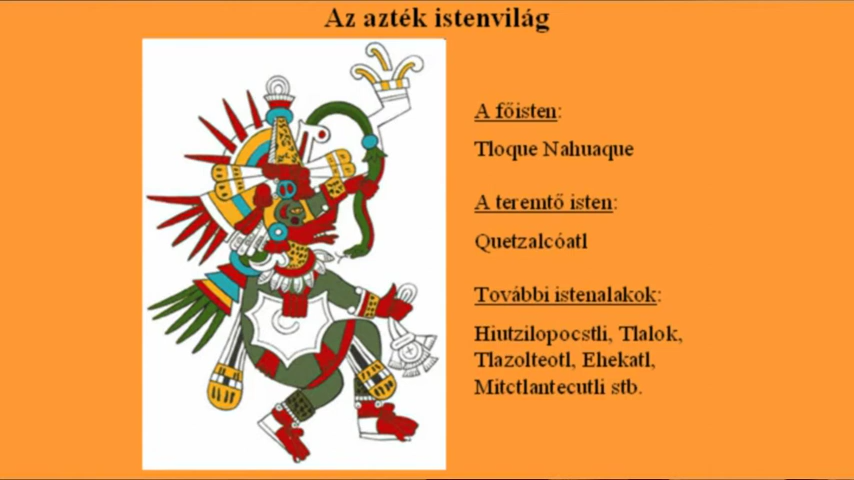 Az azték istenvilág
A főisten:
Tloque Nahuaque
A teremtő isten:
Quetzalcóatl
További istenalakok:
Hiutzilopocstli, Tlalok,
Tlazolteotl, Ehekatl,
Mitctlantecutli stb.